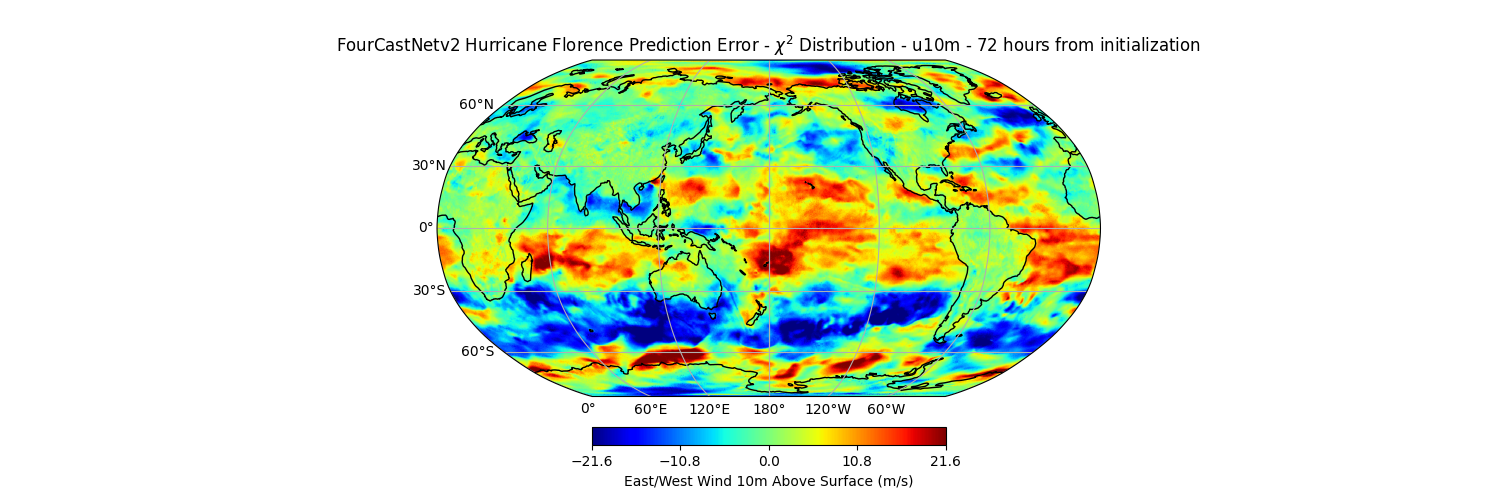 FourCastNetv2 Hurricane Florence Prediction Error - χ² Distribution - u10m - 72 hours from initialization
60°N
30°N
0°
30°S
60°S
0° 60°E 120°E 180° 120°W 60°W
−21.6 −10.8 0.0 10.8 21.6
East/West Wind 10m Above Surface (m/s)